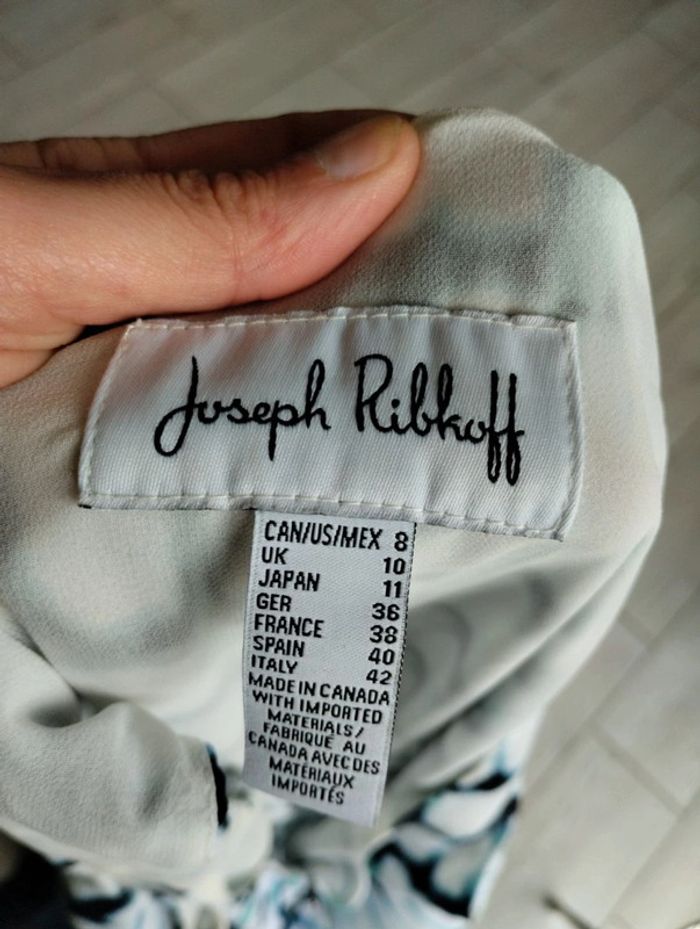 Joseph Ribkoff
CAN/US/MEX 8
UK 10
JAPAN 11
GER 36
FRANCE 38
SPAIN 40
ITALY 42
MADE IN CANADA
WITH IMPORTED
MATERIALS/
FABRIQUÉ AU
CANADA AVEC DES
MATÉRIAUX
IMPORTÉS